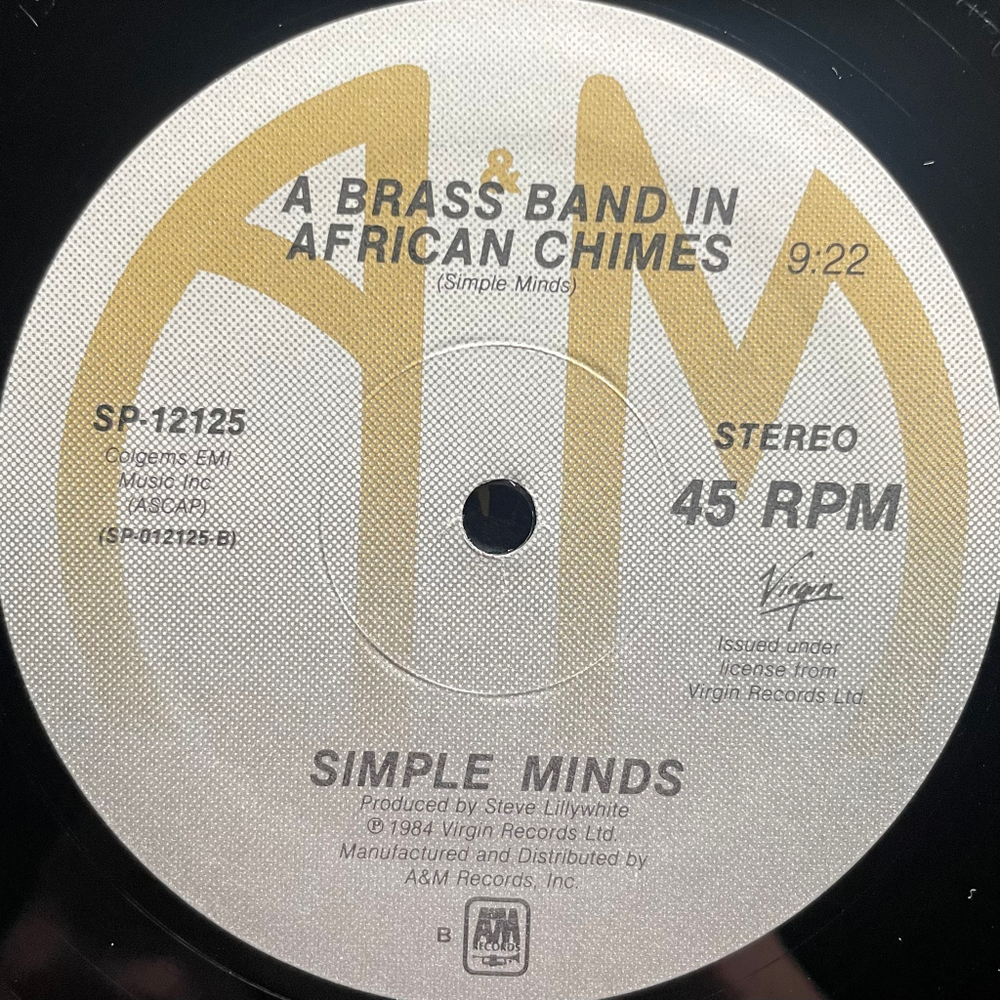 A & M
A BRASS BAND IN
AFRICAN CHIMES 9:22
(Simple Minds)
SP-12125
Colgems EMI
Music Inc
(ASCAP)
(SP-012125-B)
STEREO
45 RPM
Virgin
Issued under
license from
Virgin Records Ltd.
SIMPLE MINDS
Produced by Steve Lillywhite
℗ 1984 Virgin Records Ltd.
Manufactured and Distributed by
A&M Records, Inc.
B
A&M
RECORDS